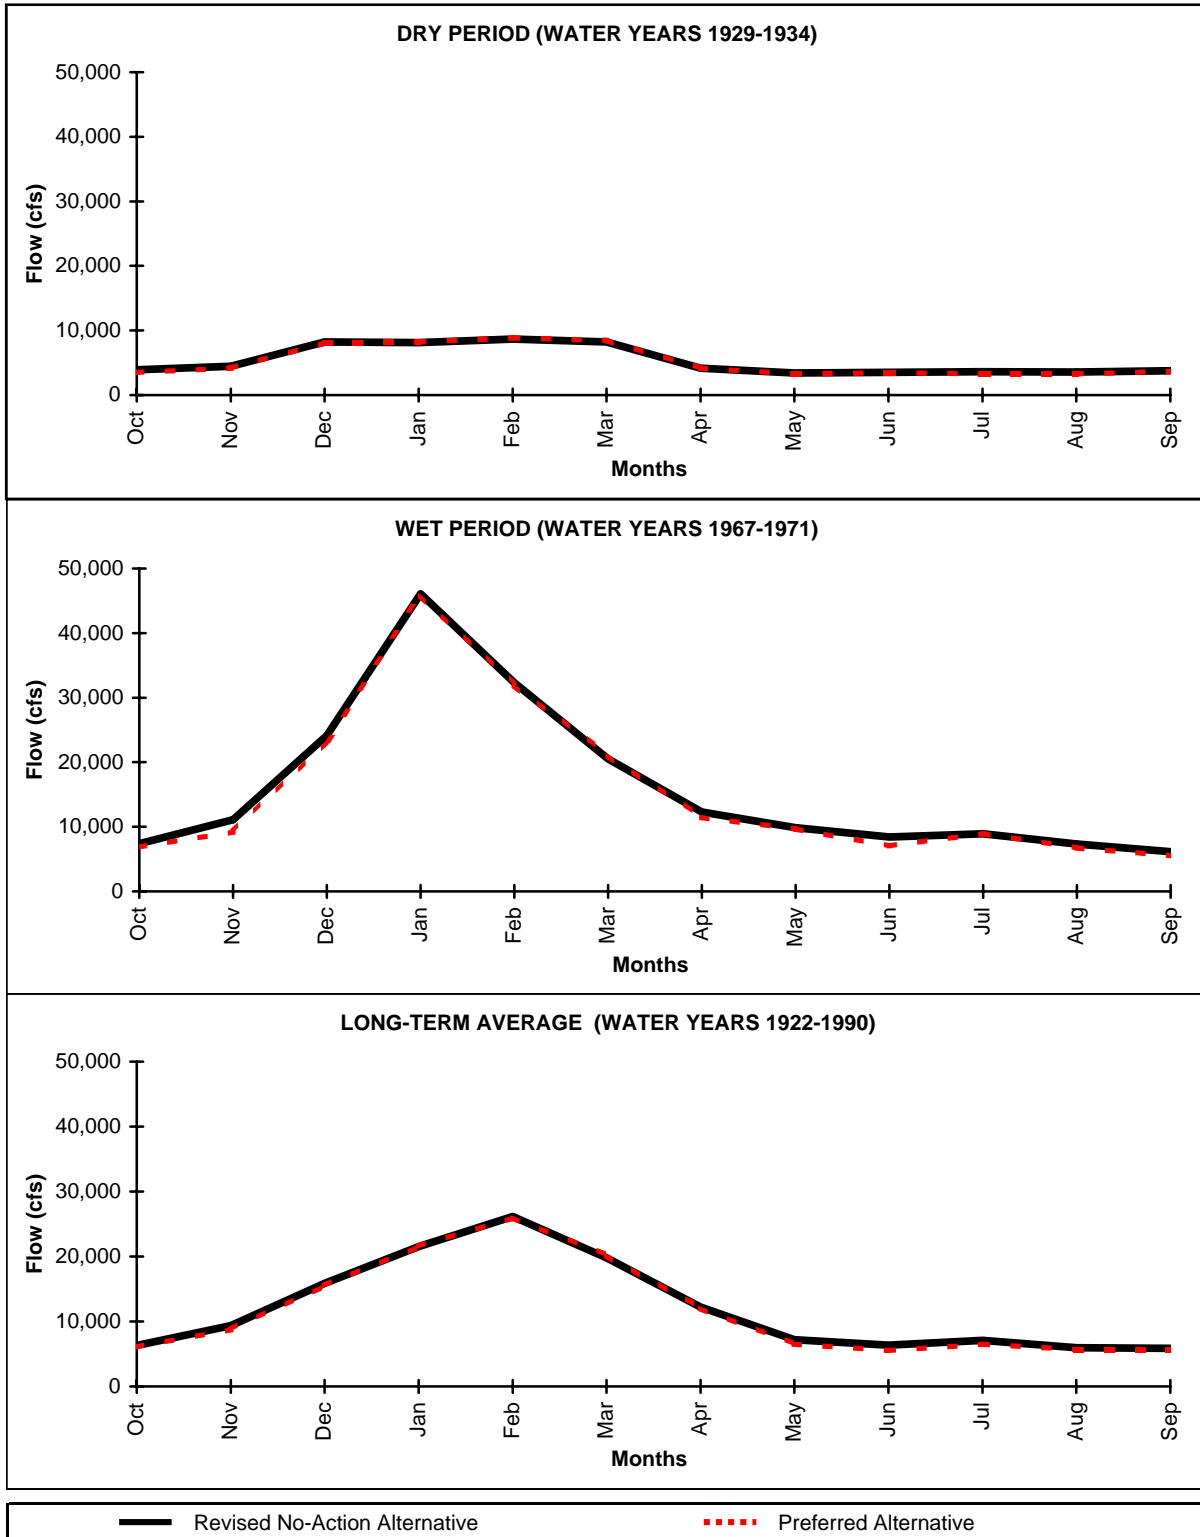 DRY PERIOD (WATER YEARS 1929-1934)
50,000
40,000
30,000
20,000
10,000
0
Flow (cfs)
Oct
Nov
Dec
Jan
Feb
Mar
Apr
May
Jun
Jul
Aug
Sep
Months
WET PERIOD (WATER YEARS 1967-1971)
50,000
40,000
30,000
20,000
10,000
0
Flow (cfs)
Oct
Nov
Dec
Jan
Feb
Mar
Apr
May
Jun
Jul
Aug
Sep
Months
LONG-TERM AVERAGE (WATER YEARS 1922-1990)
50,000
40,000
30,000
20,000
10,000
0
Flow (cfs)
Oct
Nov
Dec
Jan
Feb
Mar
Apr
May
Jun
Jul
Aug
Sep
Months
Revised No-Action Alternative
Preferred Alternative